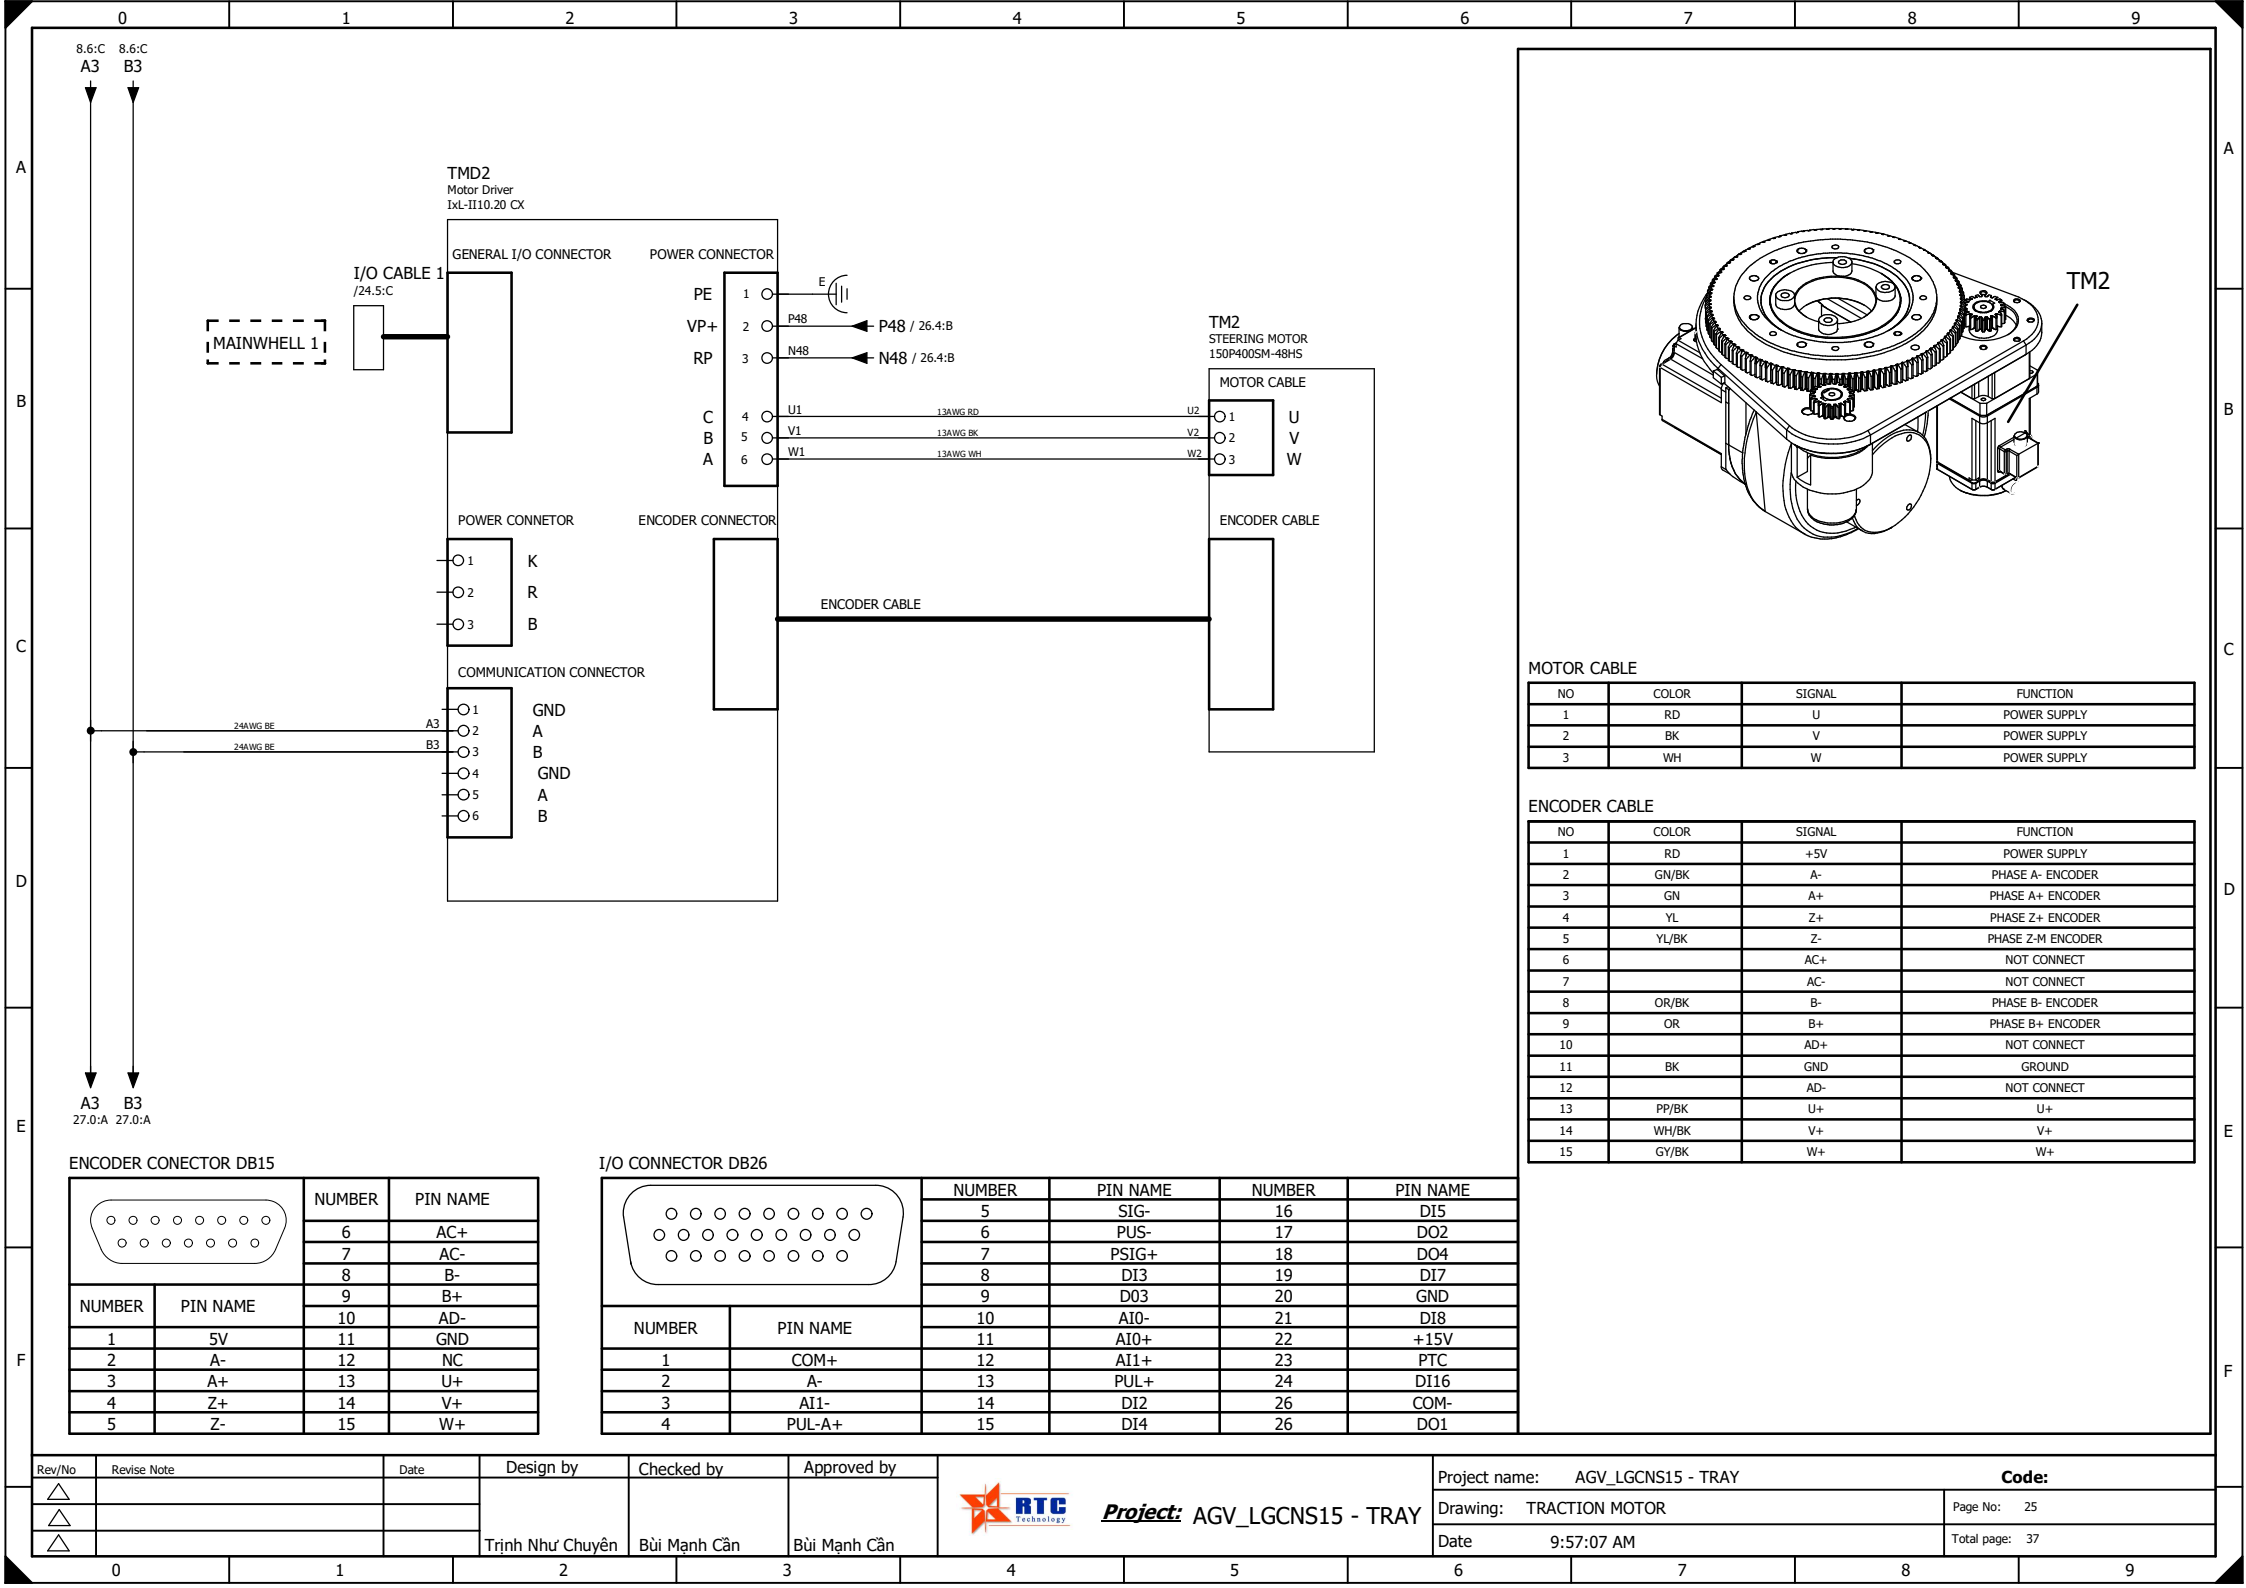 0 1 2 3 4 5 6 7 8 9
8.6:C 8.6:C
A3 B3
A A
TMD2
Motor Driver
IxL-II10.20 CX
GENERAL I/O CONNECTOR POWER CONNECTOR
I/O CABLE 1
/24.5:C
MAINWHELL 1
PE 1 E
VP+ 2 P48 P48 / 26.4:B
RP 3 N48 N48 / 26.4:B
C 4 U1 13AWG RD U2 1 U
B 5 V1 13AWG BK V2 2 V
A 6 W1 13AWG WH W2 3 W
TM2
STEERING MOTOR
150P400SM-48HS
MOTOR CABLE
TM2
B B
POWER CONNETOR ENCODER CONNECTOR ENCODER CABLE
1 K
2 R
3 B
ENCODER CABLE
C C
COMMUNICATION CONNECTOR
1 GND
24AWG BE A3 2 A
24AWG BE B3 3 B
4 GND
5 A
6 B
MOTOR CABLE
NO COLOR SIGNAL FUNCTION
1 RD U POWER SUPPLY
2 BK V POWER SUPPLY
3 WH W POWER SUPPLY
D D
ENCODER CABLE
NO COLOR SIGNAL FUNCTION
1 RD +5V POWER SUPPLY
2 GN/BK A- PHASE A- ENCODER
3 GN A+ PHASE A+ ENCODER
4 YL Z+ PHASE Z+ ENCODER
5 YL/BK Z- PHASE Z-M ENCODER
6 AC+ NOT CONNECT
7 AC- NOT CONNECT
8 OR/BK B- PHASE B- ENCODER
9 OR B+ PHASE B+ ENCODER
10 AD+ NOT CONNECT
11 BK GND GROUND
12 AD- NOT CONNECT
13 PP/BK U+ U+
14 WH/BK V+ V+
15 GY/BK W+ W+
A3 B3
27.0:A 27.0:A
E E
ENCODER CONECTOR DB15
NUMBER PIN NAME
6 AC+
7 AC-
8 B-
9 B+
10 AD-
NUMBER PIN NAME
1 5V 11 GND
2 A- 12 NC
3 A+ 13 U+
4 Z+ 14 V+
5 Z- 15 W+
I/O CONNECTOR DB26
NUMBER PIN NAME NUMBER PIN NAME
5 SIG- 16 DI5
6 PUS- 17 DO2
7 PSIG+ 18 DO4
8 DI3 19 DI7
9 D03 20 GND
10 AI0- 21 DI8
NUMBER PIN NAME
11 AI0+ 22 +15V
1 COM+ 12 AI1+ 23 PTC
2 A- 13 PUL+ 24 DI16
3 AI1- 14 DI2 26 COM-
4 PUL-A+ 15 DI4 26 DO1
F F
Rev/No Revise Note Date Design by Checked by Approved by
Trịnh Như Chuyên Bùi Mạnh Cần Bùi Mạnh Cần
RTC
Technology
Project: AGV_LGCNS15 - TRAY
Project name: AGV_LGCNS15 - TRAY Code:
Drawing: TRACTION MOTOR Page No: 25
Date 9:57:07 AM Total page: 37
0 1 2 3 4 5 6 7 8 9